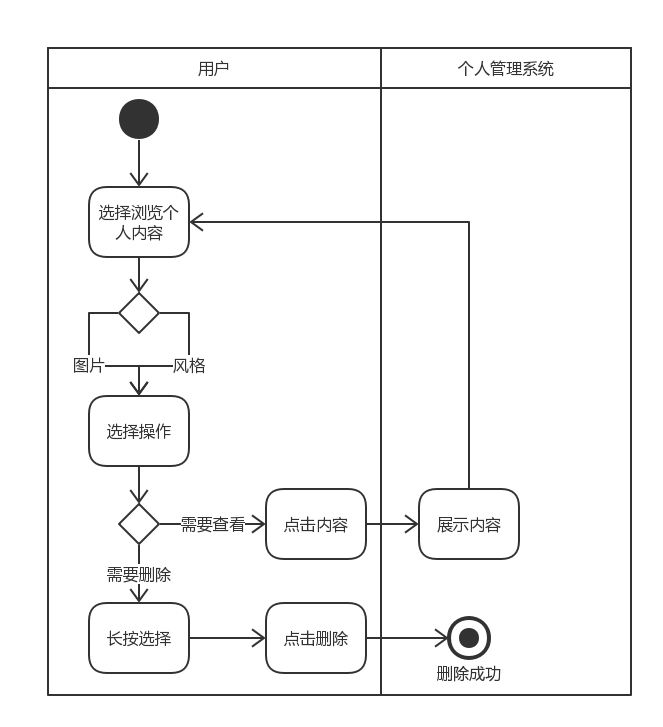 用户
个人管理系统
选择浏览个
人内容
图片
风格
选择操作
需要查看
点击内容
展示内容
需要删除
长按选择
点击删除
删除成功